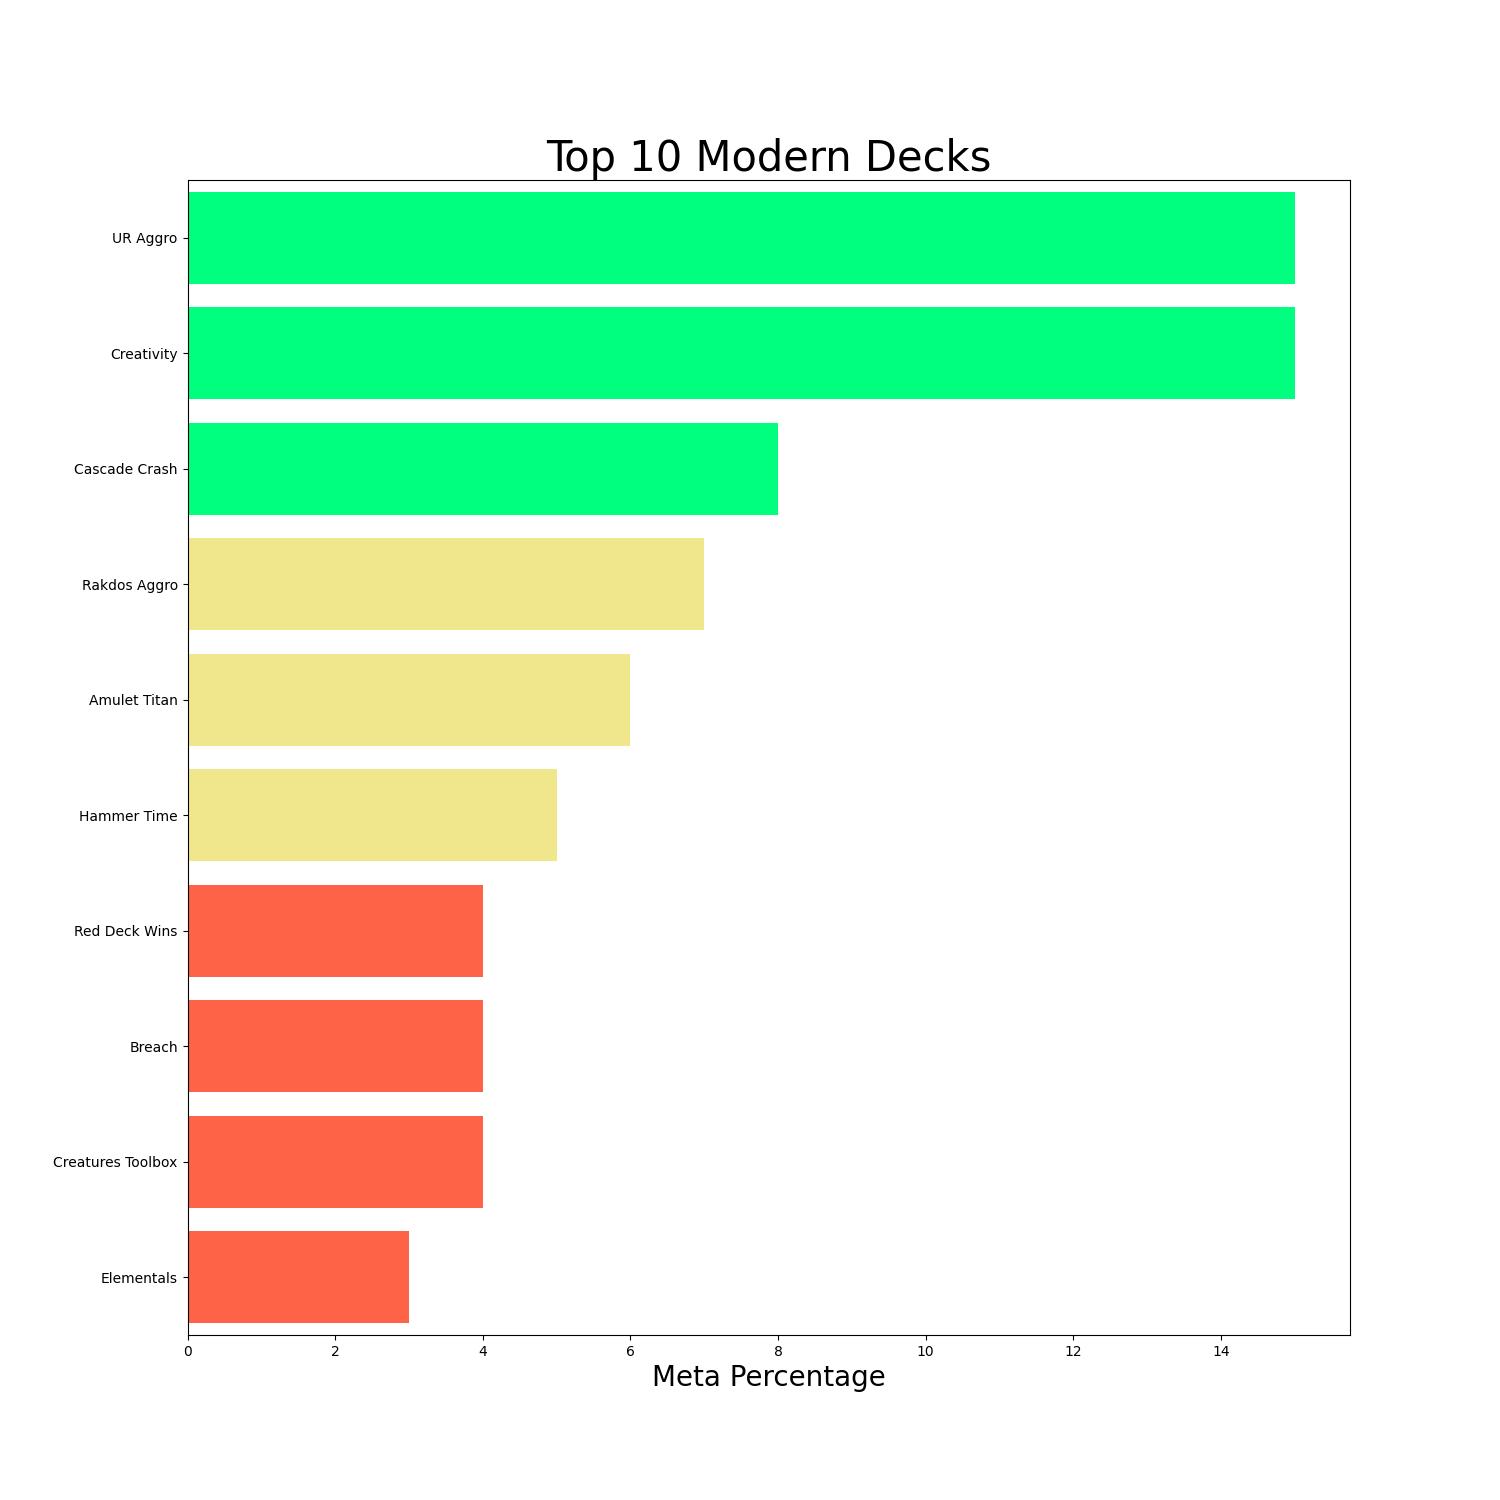 Top 10 Modern Decks
UR Aggro
Creativity
Cascade Crash
Rakdos Aggro
Amulet Titan
Hammer Time
Red Deck Wins
Breach
Creatures Toolbox
Elementals
0 2 4 6 8 10 12 14
Meta Percentage